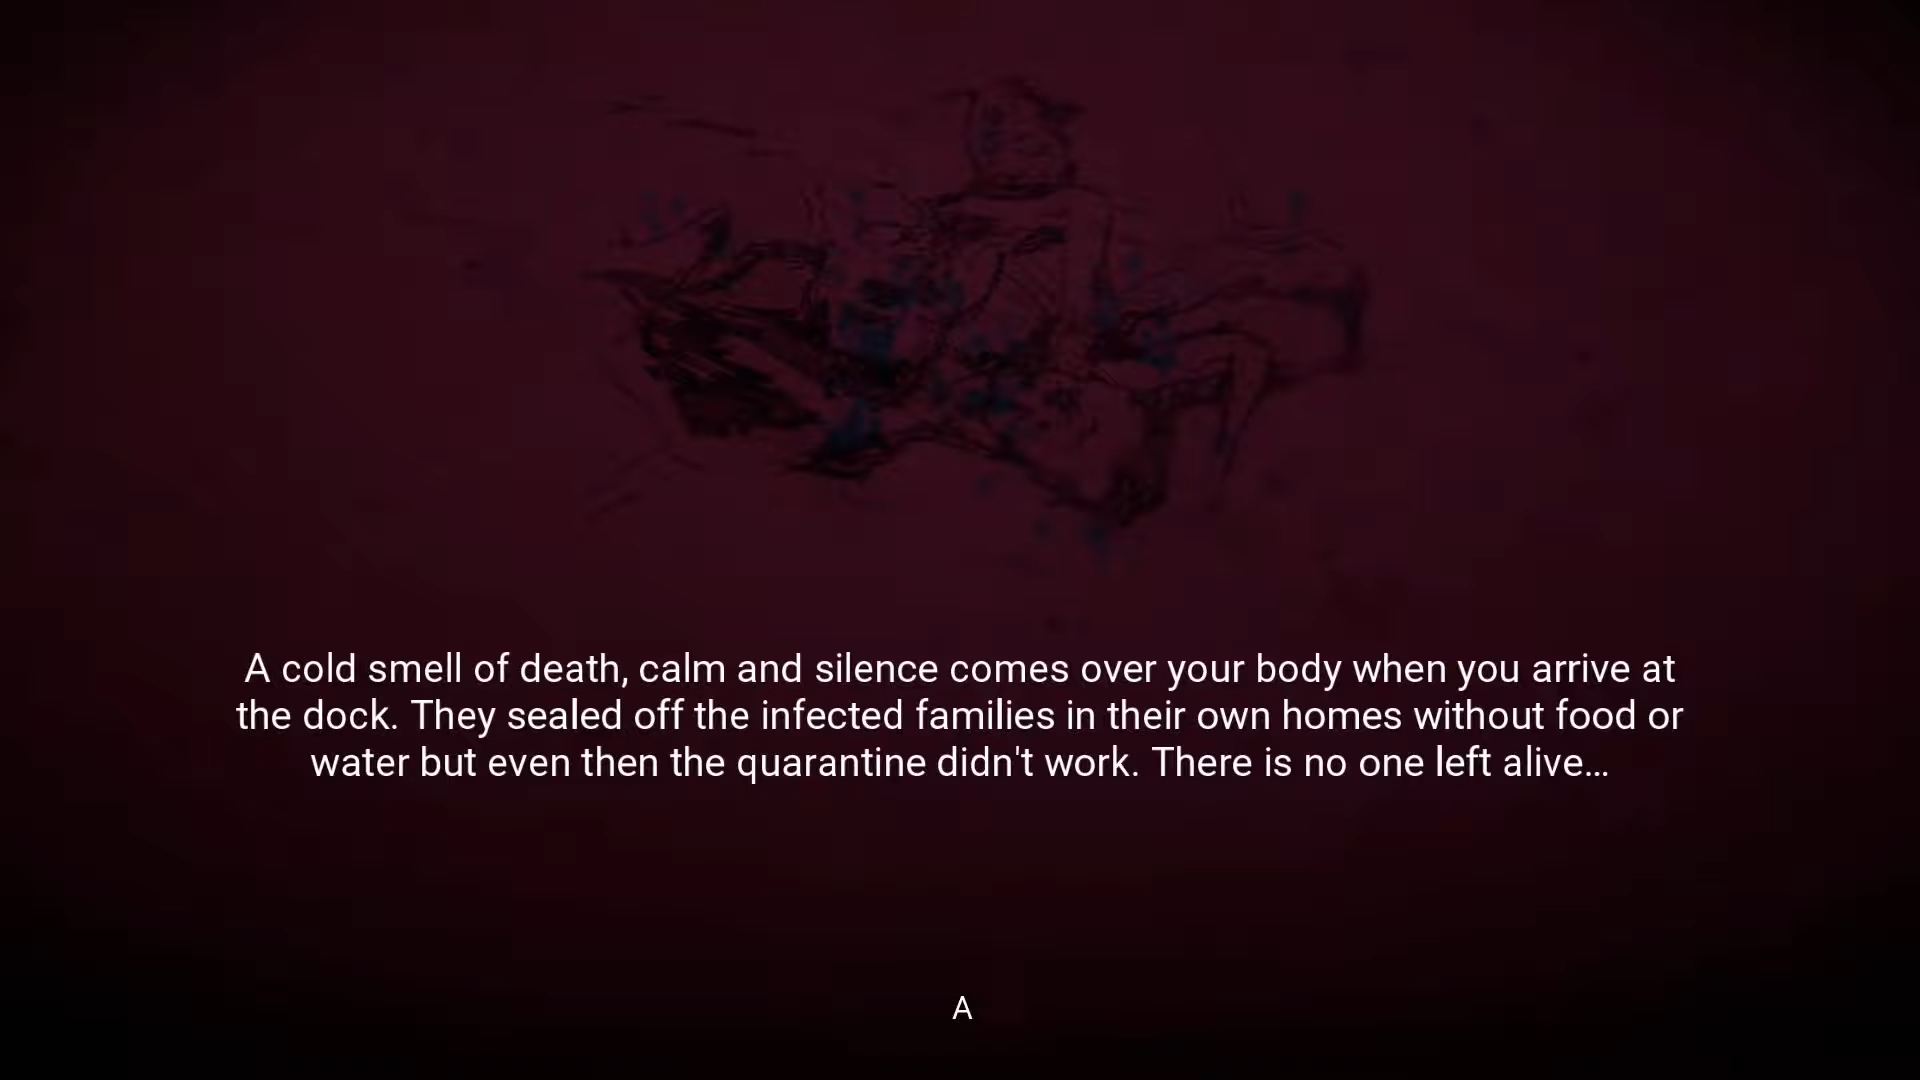 A cold smell of death, calm and silence comes over your body when you arrive at
the dock. They sealed off the infected families in their own homes without food or
water but even then the quarantine didn't work. There is no one left alive...
A